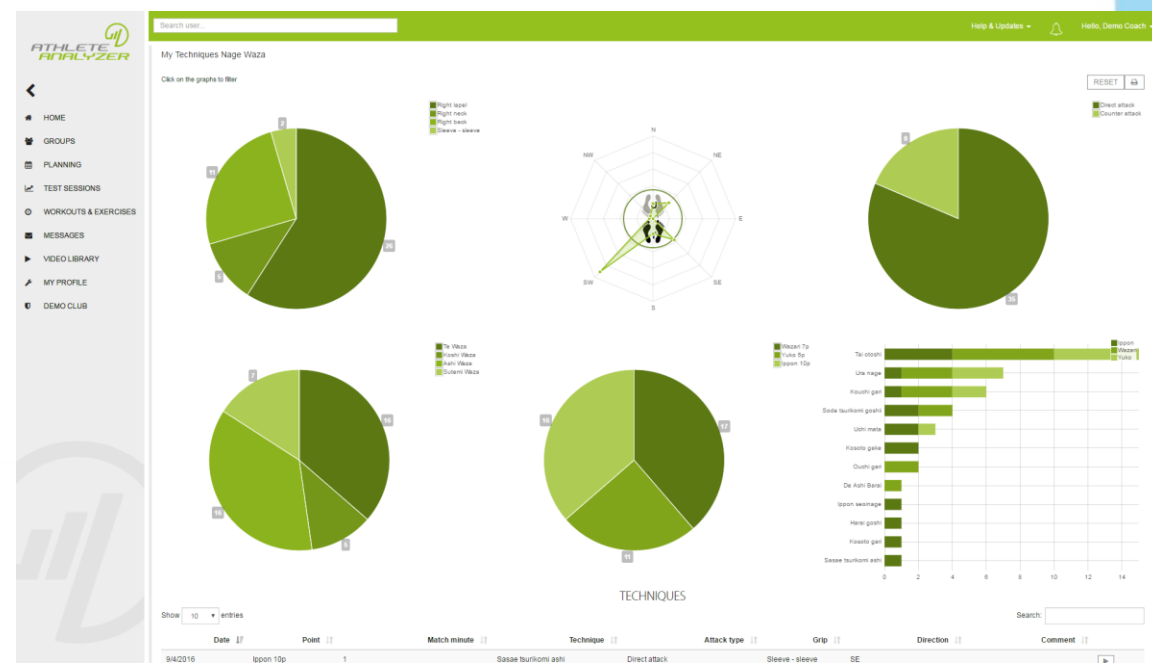 ATHLETE
ANALYZER
Search user...
Help & Updates
Hello, Demo Coach
HOME
GROUPS
PLANNING
TEST SESSIONS
WORKOUTS & EXERCISES
MESSAGES
VIDEO LIBRARY
MY PROFILE
DEMO CLUB
My Techniques Nage Waza
Click on the graphs to filter
RESET
Right lapel
Right neck
Right back
Sleeve - sleeve
2
11
5
26
N
NE
E
SE
S
SW
W
NW
Direct attack
Counter attack
8
36
Te Waza
Koshi Waza
Ashi Waza
Sutemi Waza
7
16
16
5
Wazari 7p
Yuko 5p
Ippon 10p
16
17
11
Ippon
Wazari
Yuko
Tai otoshi
Ura nage
Kouchi gari
Sode tsurikomi goshi
Uchi mata
Kosoto gake
Ouchi gari
De Ashi Barai
Ippon seoinage
Harai goshi
Kosoto gari
Sasae tsurikomi ashi
0 2 4 6 8 10 12 14
TECHNIQUES
Show 10 entries
Search:
Date Point Match minute Technique Attack type Grip Direction Comment
9/4/2016 Ippon 10p 1 Sasae tsurikomi ashi Direct attack Sleeve - sleeve SE